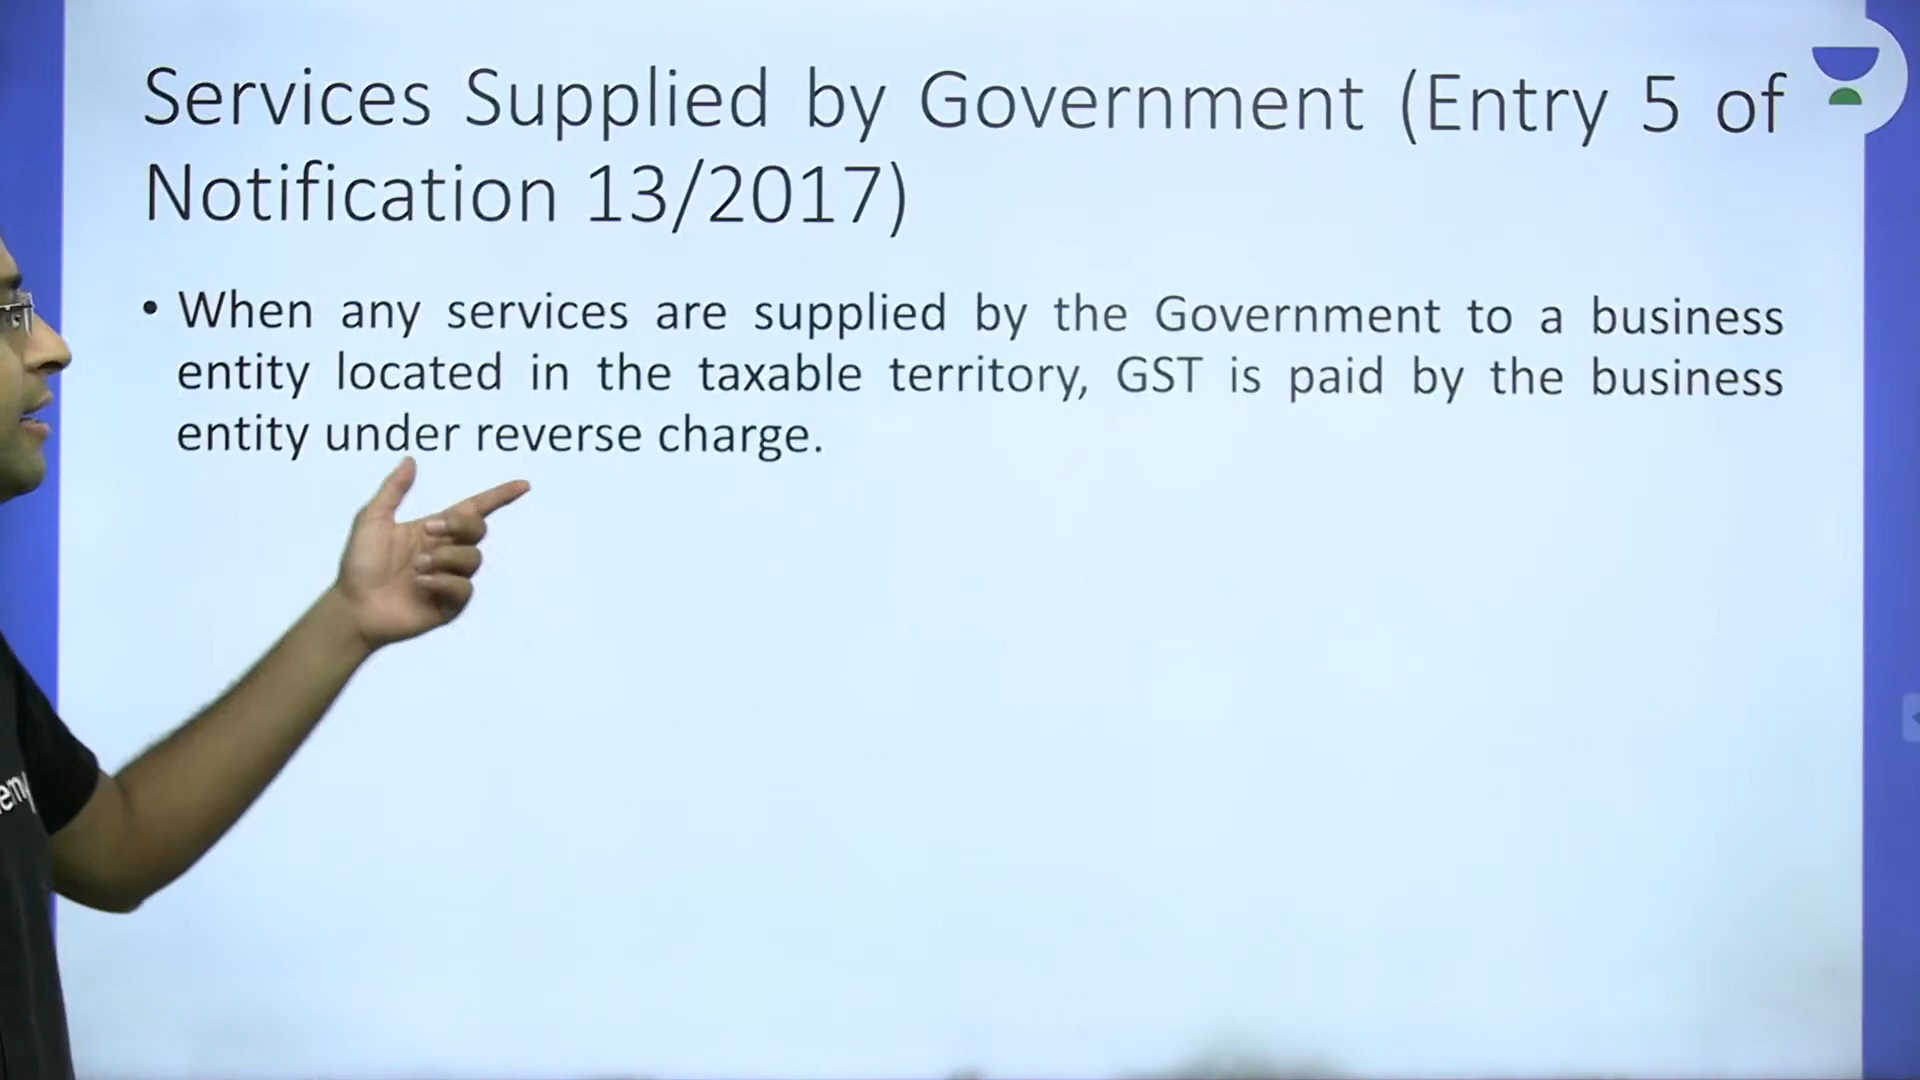 Services Supplied by Government (Entry 5 of
Notification 13/2017)
• When any services are supplied by the Government to a business
entity located in the taxable territory, GST is paid by the business
entity under reverse charge.